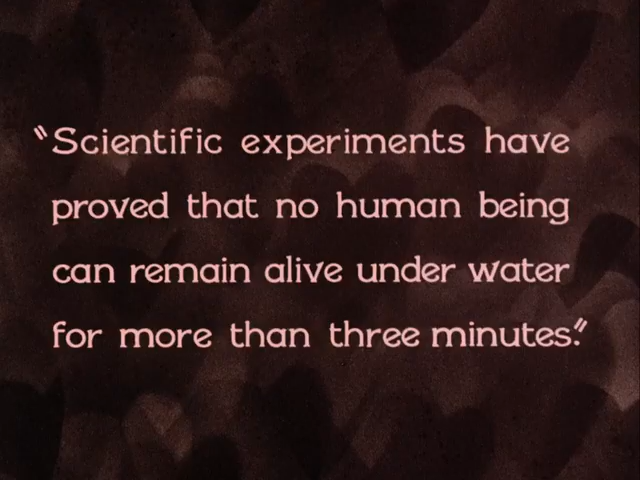 "Scientific experiments have
proved that no human being
can remain alive under water
for more than three minutes."